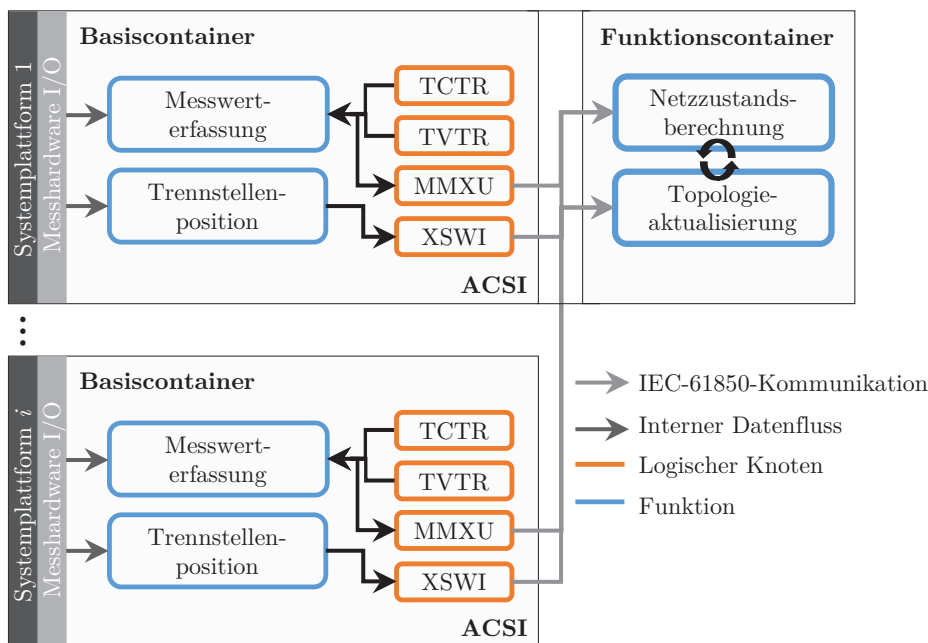 Systemplattform 1
Messhardware I/O
Basiscontainer
Messwert-
erfassung
Trennstellen-
position
TCTR
TVTR
MMXU
XSWI
ACSI
Funktionscontainer
Netzzustands-
berechnung
Topologie-
aktualisierung
Systemplattform i
Messhardware I/O
Basiscontainer
Messwert-
erfassung
Trennstellen-
position
TCTR
TVTR
MMXU
XSWI
ACSI
IEC-61850-Kommunikation
Interner Datenfluss
Logischer Knoten
Funktion